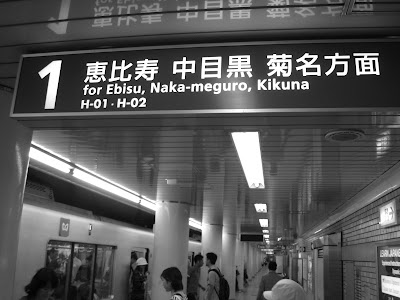 1 恵比寿 中目黒 菊名方面
for Ebisu, Naka-meguro, Kikuna
H-01・H-02